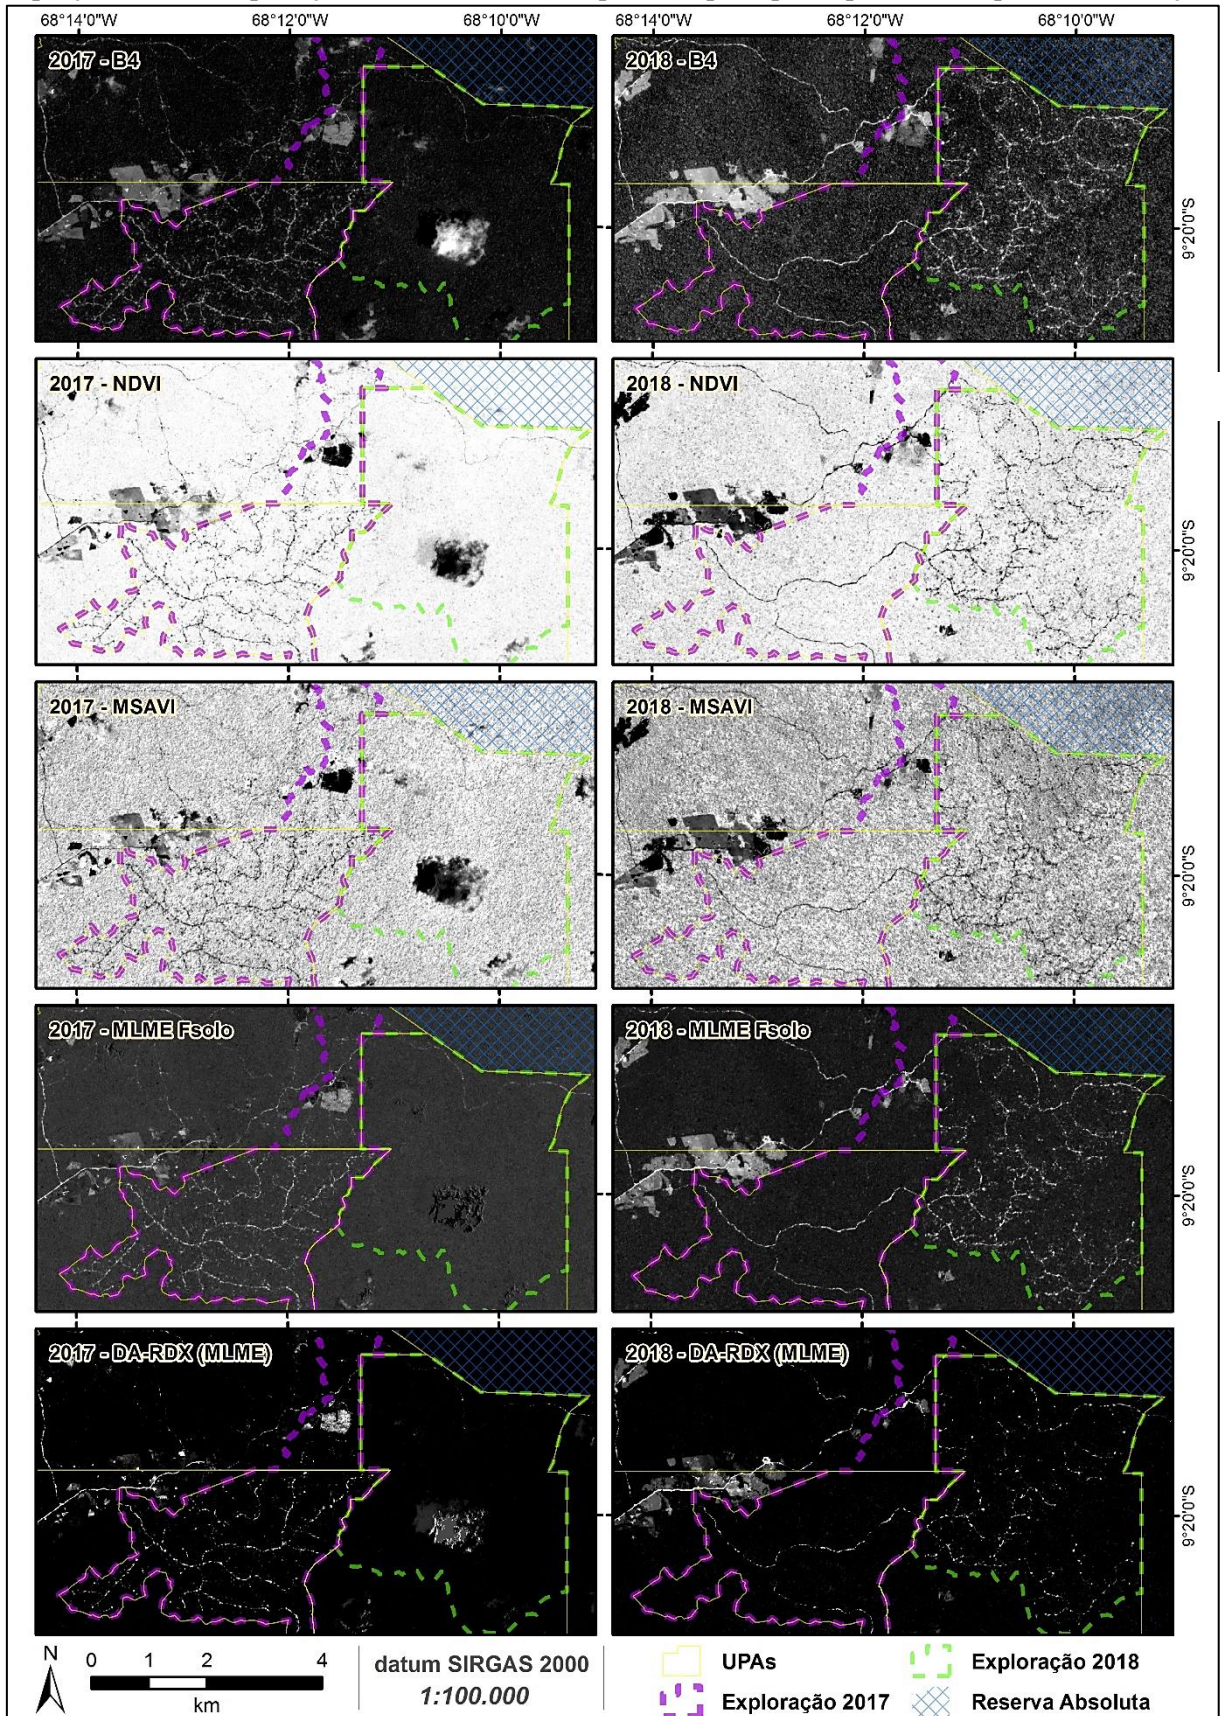 68°14'0"W 68°12'0"W 68°10'0"W 68°14'0"W 68°12'0"W 68°10'0"W
2017 - B4
2018 - B4
9°20'0"S
2017 - NDVI
2018 - NDVI
9°20'0"S
2017 - MSAVI
2018 - MSAVI
9°20'0"S
2017 - MLME Fsolo
2018 - MLME Fsolo
9°20'0"S
2017 - DA-RDX (MLME)
2018 - DA-RDX (MLME)
9°20'0"S
N
0 1 2 4
km
datum SIRGAS 2000
1:100.000
UPAs
Exploração 2018
Exploração 2017
Reserva Absoluta